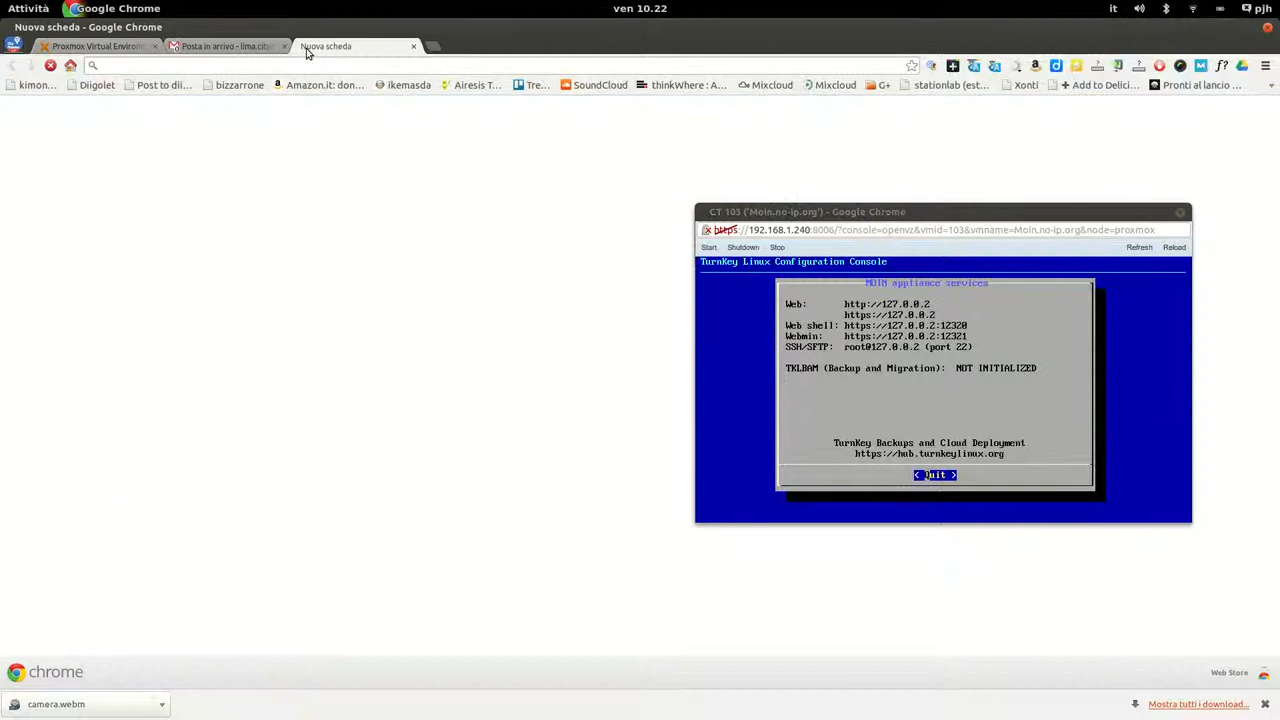 Attività
Google Chrome
ven 10.22
it
pjh
Nuova scheda - Google Chrome
Proxmox Virtual Environm
Posta in arrivo - lima.ciba
Nuova scheda
kimon...
Diigolet
Post to dii...
bizzarrone
Amazon.it: don...
ikemasda
Airesis T...
Tre...
SoundCloud
thinkWhere : A...
Mixcloud
Mixcloud
G+
stationlab (est...
Xonti
+ Add to Delici...
Pronti al lancio ...
CT 103 ('Moin.no-ip.org') - Google Chrome
https://192.168.1.240:8006/?console=openvz&vmid=103&vmname=Moin.no-ip.org&node=proxmox
Start Shutdown Stop Refresh Reload
TurnKey Linux Configuration Console
MOIN appliance services
Web: http://127.0.0.2
https://127.0.0.2
Web shell: https://127.0.0.2:12320
Webmin: https://127.0.0.2:12321
SSH/SFTP: root@127.0.0.2 (port 22)
TKLBAM (Backup and Migration): NOT INITIALIZED
TurnKey Backups and Cloud Deployment
https://hub.turnkeylinux.org
< Quit >
chrome
Web Store
camera.webm
Mostra tutti i download...